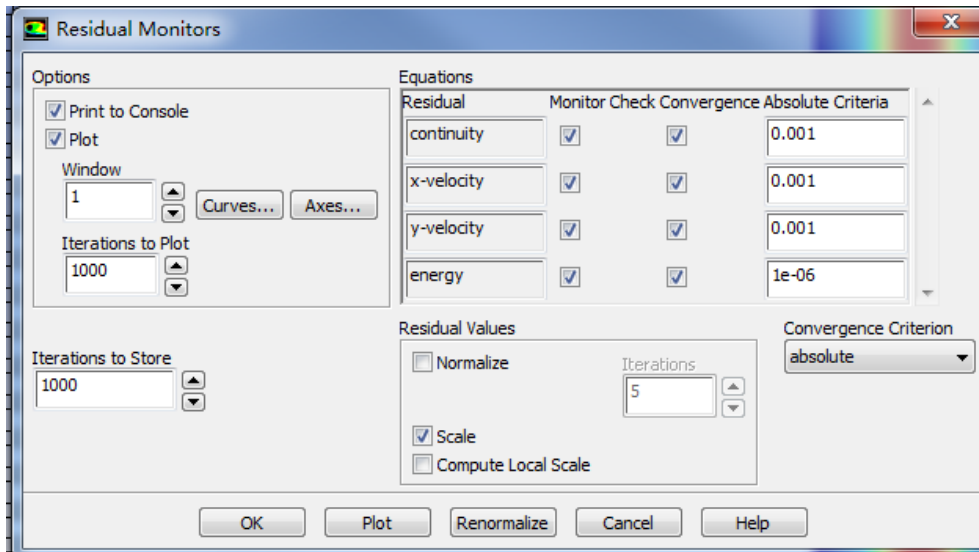 Residual Monitors
Options
Print to Console
Plot
Window
1
Curves... Axes...
Iterations to Plot
1000
Iterations to Store
1000
Equations
Residual Monitor Check Convergence Absolute Criteria
continuity 0.001
x-velocity 0.001
y-velocity 0.001
energy 1e-06
Residual Values
Normalize
Iterations
5
Scale
Compute Local Scale
Convergence Criterion
absolute
OK Plot Renormalize Cancel Help